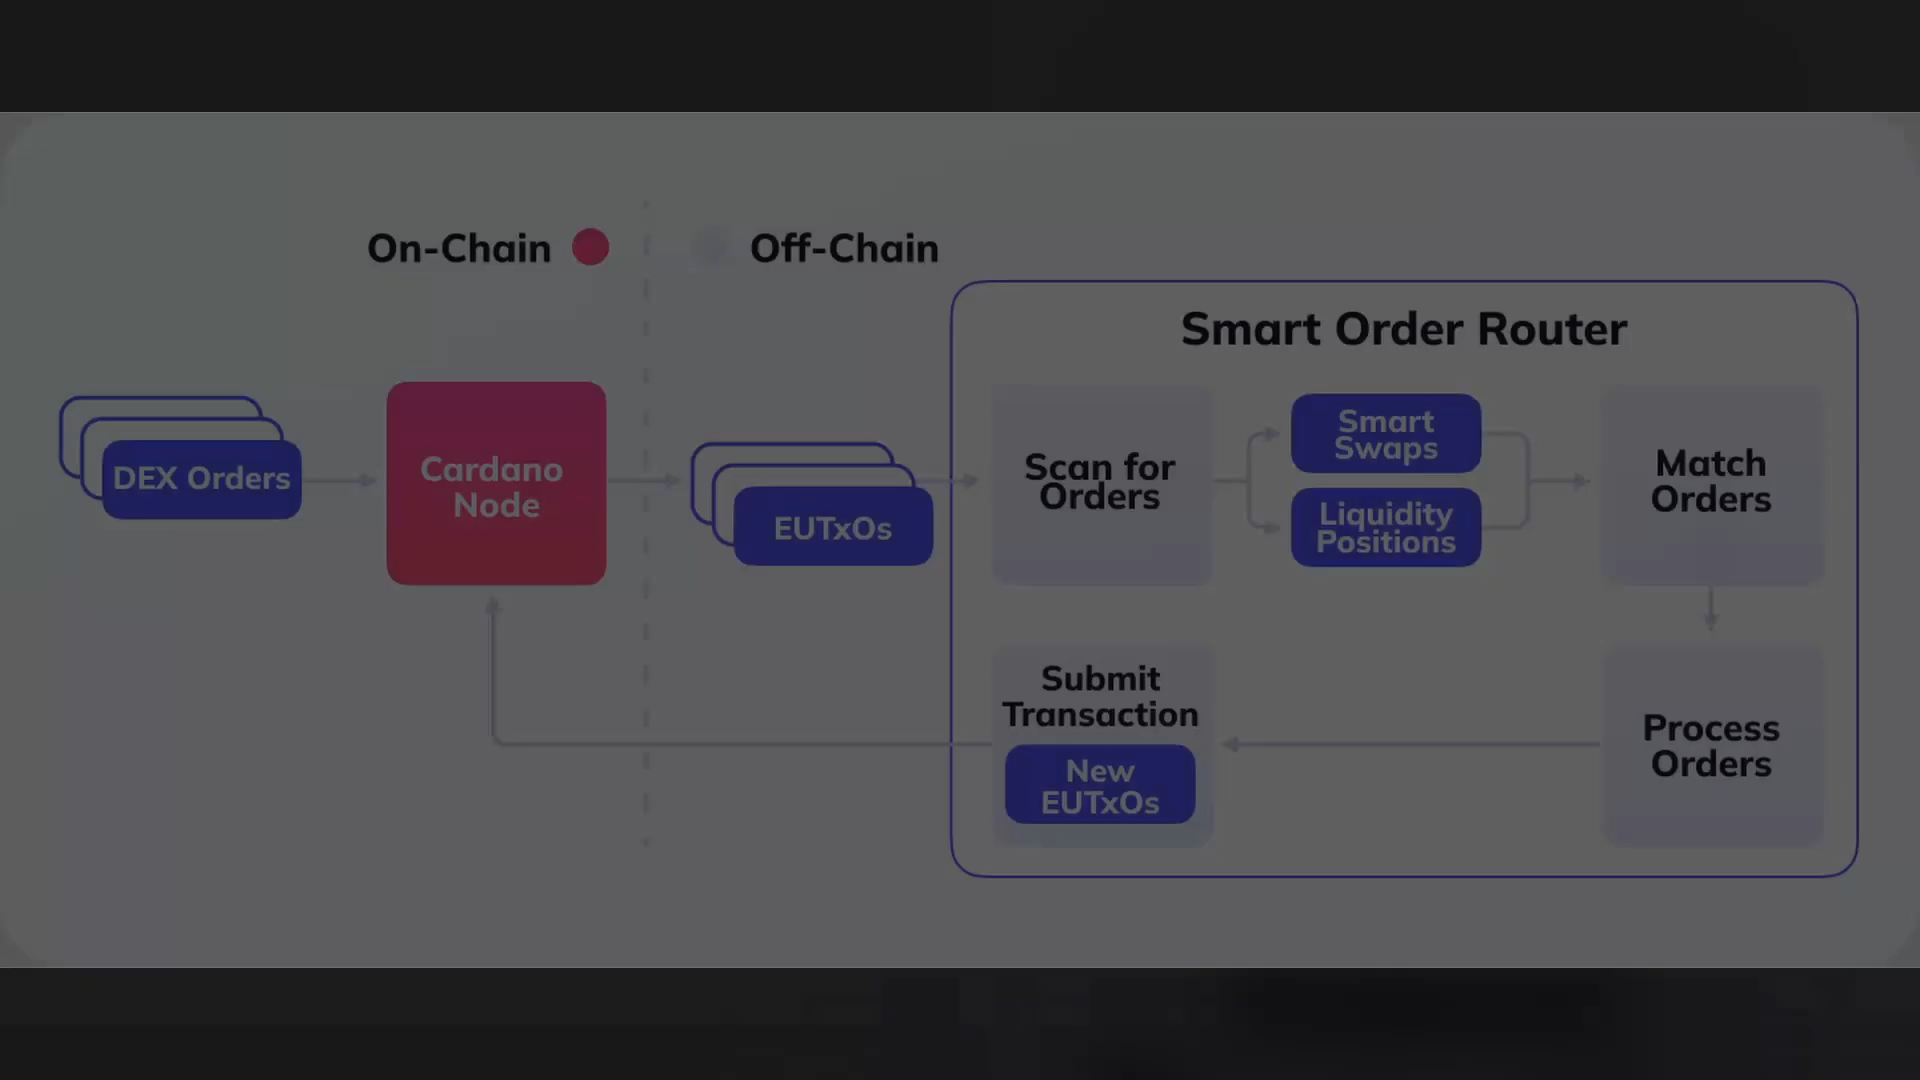 On-Chain
Off-Chain
Smart Order Router
DEX Orders
Cardano
Node
EUTxOs
Scan for
Orders
Smart
Swaps
Liquidity
Positions
Match
Orders
Submit
Transaction
New
EUTxOs
Process
Orders